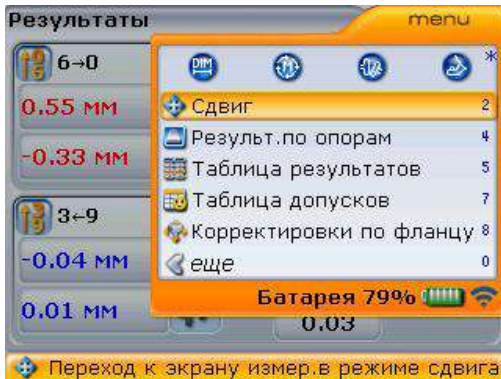 Результаты menu
DIM *
6→0
0.55 мм
-0.33 мм
Сдвиг 2
Результ.по опорам 4
Таблица результатов 5
Таблица допусков 7
Корректировки по фланцу 8
еще 0
3←9
-0.04 мм
0.01 мм
Батарея 79%
0.03
Переход к экрану измер.в режиме сдвига